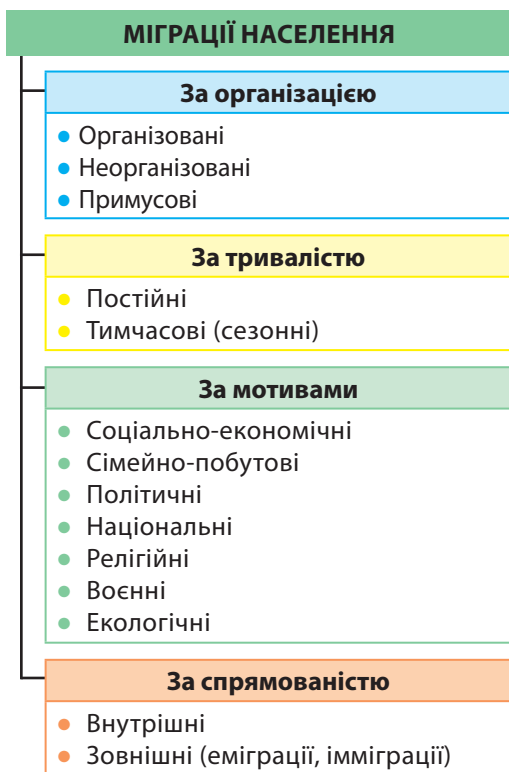 МІГРАЦІЇ НАСЕЛЕННЯ
За організацією
Організовані
Неорганізовані
Примусові
За тривалістю
Постійні
Тимчасові (сезонні)
За мотивами
Соціально-економічні
Сімейно-побутові
Політичні
Національні
Релігійні
Воєнні
Екологічні
За спрямованістю
Внутрішні
Зовнішні (еміграції, імміграції)